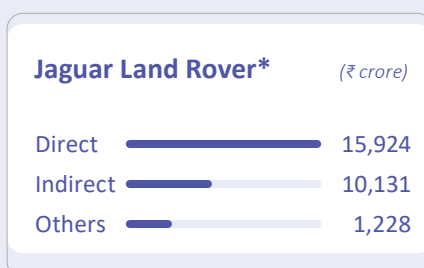 Jaguar Land Rover* (₹ crore)
Direct 15,924
Indirect 10,131
Others 1,228